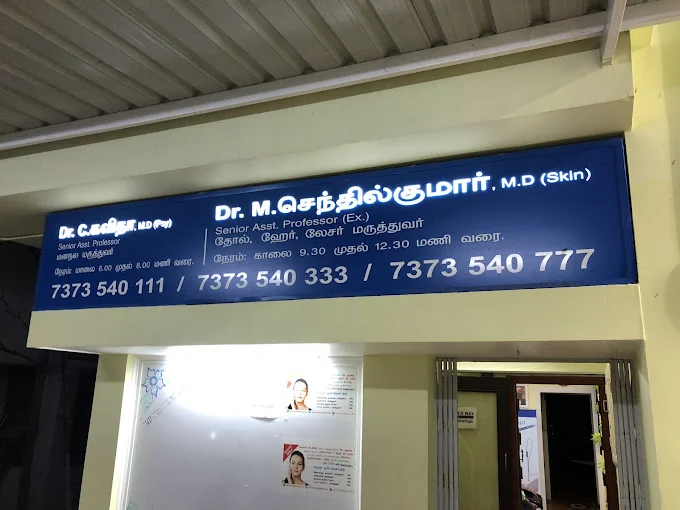 Dr. C.கவிதா, M.D (Psy)
Senior Asst. Professor
மனநல மருத்துவர்
நேரம்: மாலை 6.00 முதல் 8.00 மணி வரை.
Dr. M.செந்தில்குமார், M.D (Skin)
Senior Asst. Professor (Ex.)
தோல், ஹேர், லேசர் மருத்துவர்
நேரம்: காலை 9.30 முதல் 12.30 மணி வரை.
7373 540 111 / 7373 540 333 / 7373 540 777